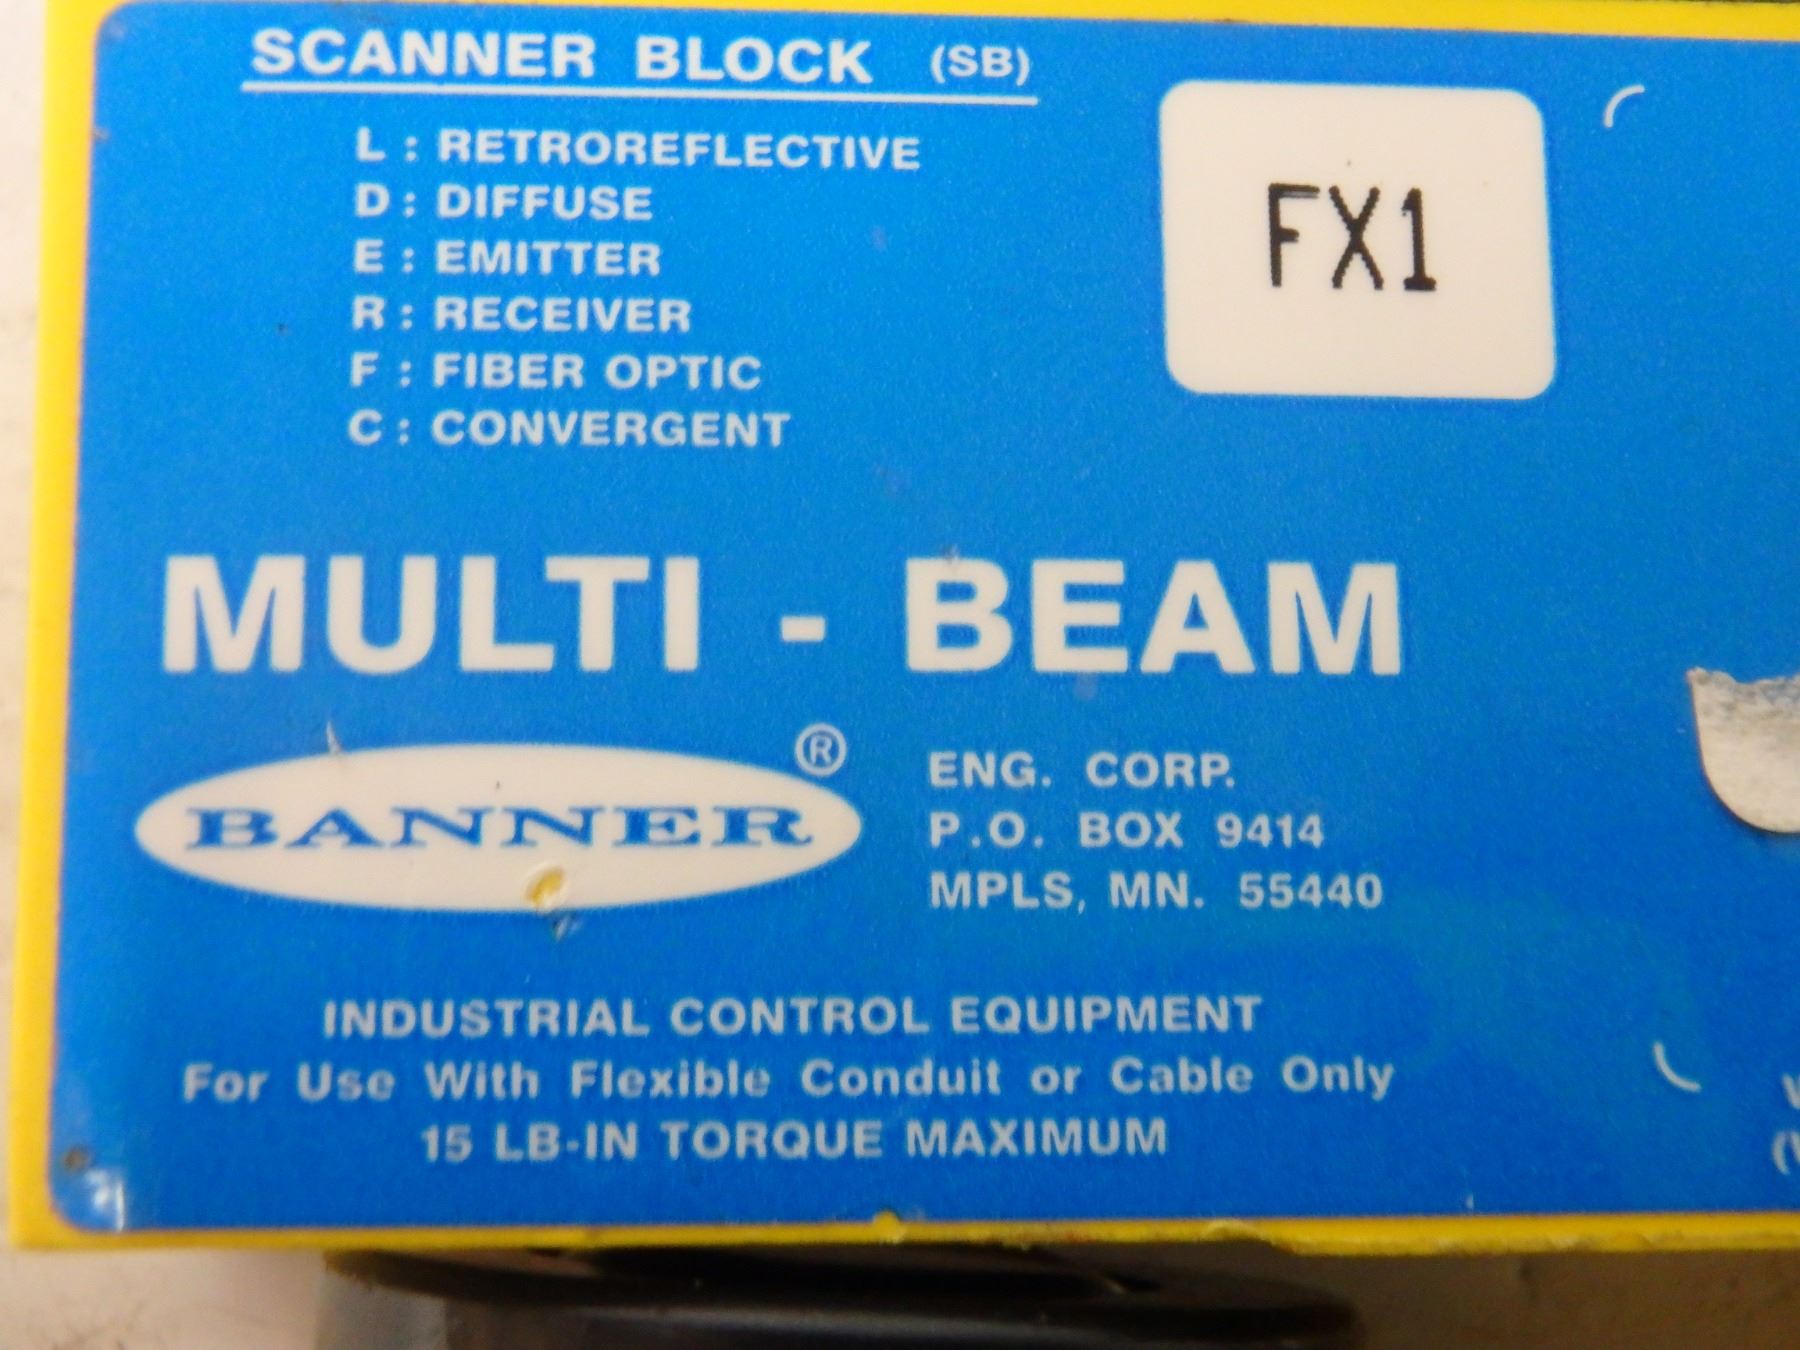 SCANNER BLOCK (SB)
L : RETROREFLECTIVE
D : DIFFUSE
E : EMITTER
R : RECEIVER
F : FIBER OPTIC
C : CONVERGENT
FX1
MULTI - BEAM
BANNER ®
ENG. CORP.
P.O. BOX 9414
MPLS, MN. 55440
INDUSTRIAL CONTROL EQUIPMENT
For Use With Flexible Conduit or Cable Only
15 LB-IN TORQUE MAXIMUM